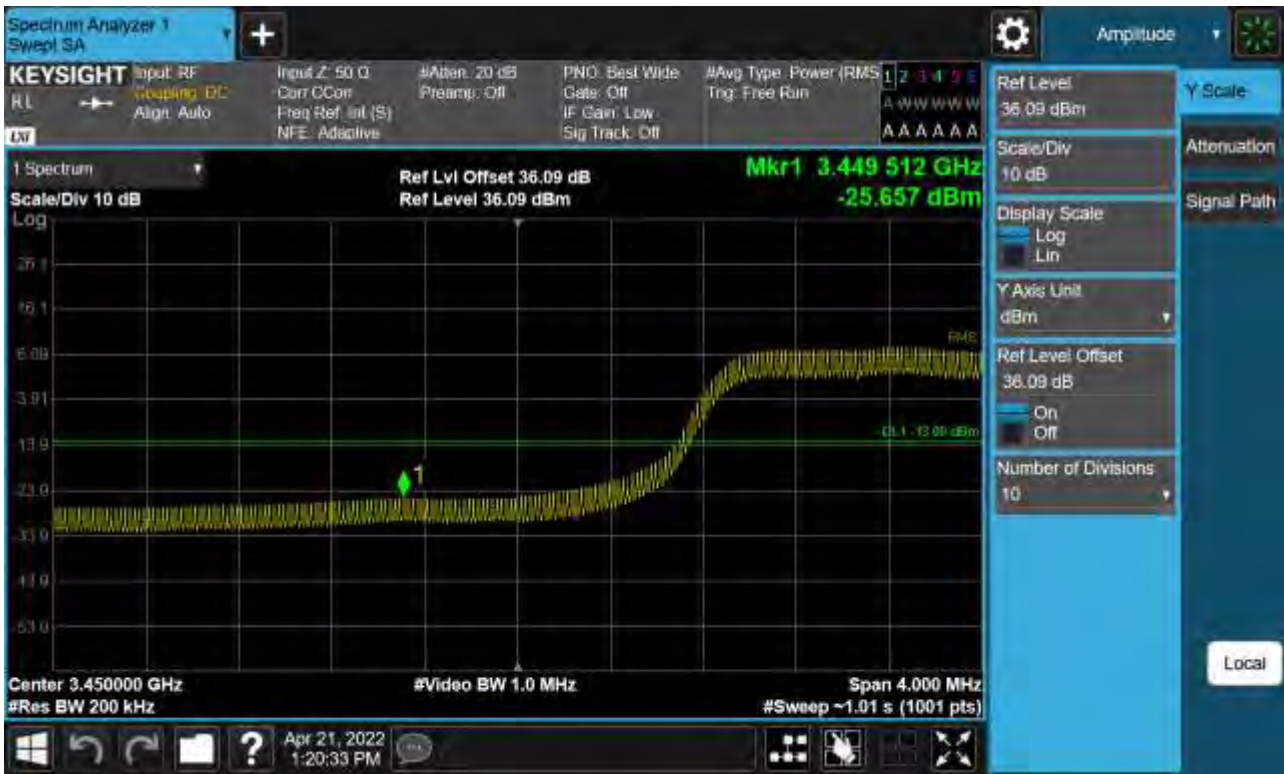 Spectrum Analyzer 1
Swept SA
Amplitude
KEYSIGHT
RL
LXI
Input: RF
Coupling: DC
Align: Auto
Input Z: 50 Ω
Corr CCorr
Freq Ref: Int (S)
NFE: Adaptive
#Atten: 20 dB
Preamp: Off
PNO: Best Wide
Gate: Off
IF Gain: Low
Sig Track: Off
#Avg Type: Power (RMS
Trig: Free Run
1 2 3 4 5 6
A W W W W W
A A A A A A
1 Spectrum
Scale/Div 10 dB
Log
Ref Lvl Offset 36.09 dB
Ref Level 36.09 dBm
Mkr1 3.449 512 GHz
-25.657 dBm
26.1
16.1
6.09
-3.91
-13.9
-23.9
-33.9
-43.9
-53.9
RMS
DL1 -13.00 dBm
1
Center 3.450000 GHz
#Res BW 200 kHz
#Video BW 1.0 MHz
Span 4.000 MHz
#Sweep ~1.01 s (1001 pts)
Ref Level
36.09 dBm
Scale/Div
10 dB
Display Scale
Log
Lin
Y Axis Unit
dBm
Ref Level Offset
36.09 dB
On
Off
Number of Divisions
10
Y Scale
Attenuation
Signal Path
Local
?
Apr 21, 2022
1:20:33 PM